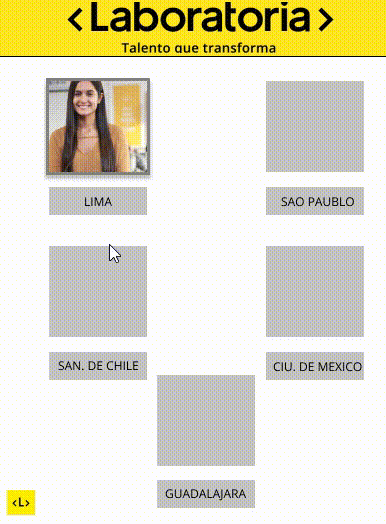 <Laboratoria>
Talento que transforma
LIMA
SAO PAUBLO
SAN. DE CHILE
CIU. DE MEXICO
GUADALAJARA
<L>